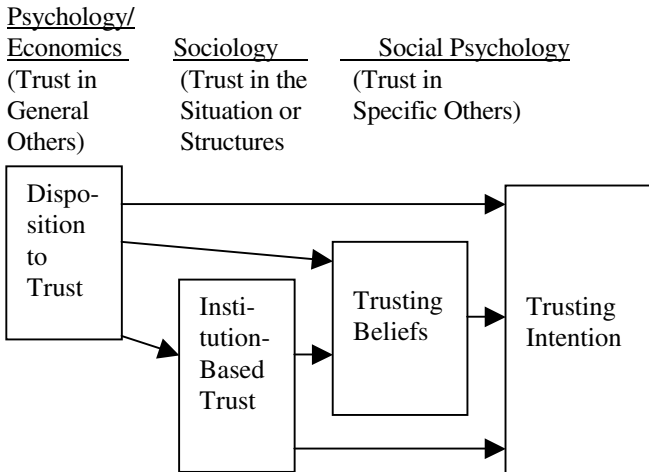 Psychology/
Economics
(Trust in
General
Others)
Sociology
(Trust in the
Situation or
Structures
Social Psychology
(Trust in
Specific Others)
Dispo-
sition
to
Trust
Insti-
tution-
Based
Trust
Trusting
Beliefs
Trusting
Intention